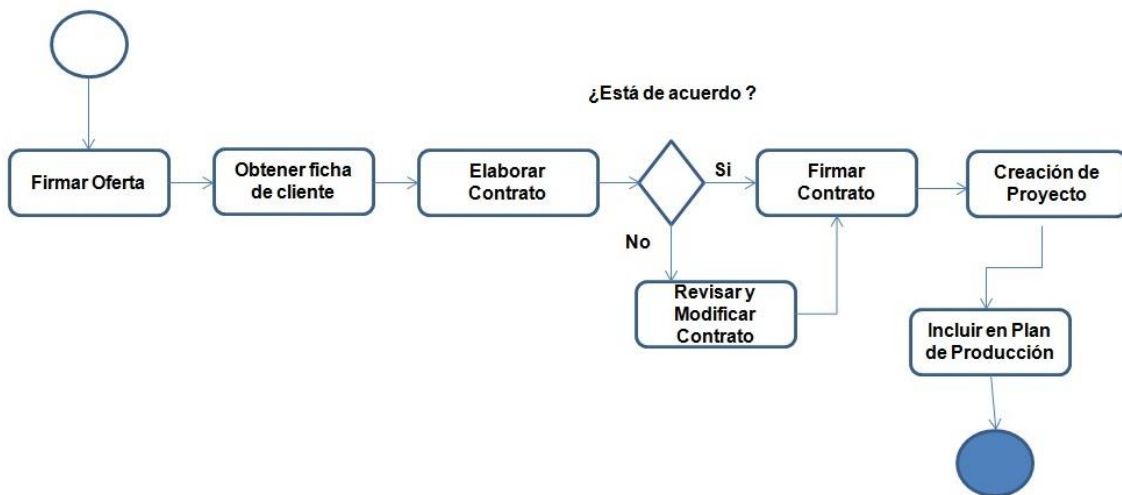 ¿Está de acuerdo ?
Firmar Oferta
Obtener ficha
de cliente
Elaborar
Contrato
Si
Firmar
Contrato
Creación de
Proyecto
No
Revisar y
Modificar
Contrato
Incluir en Plan
de Producción